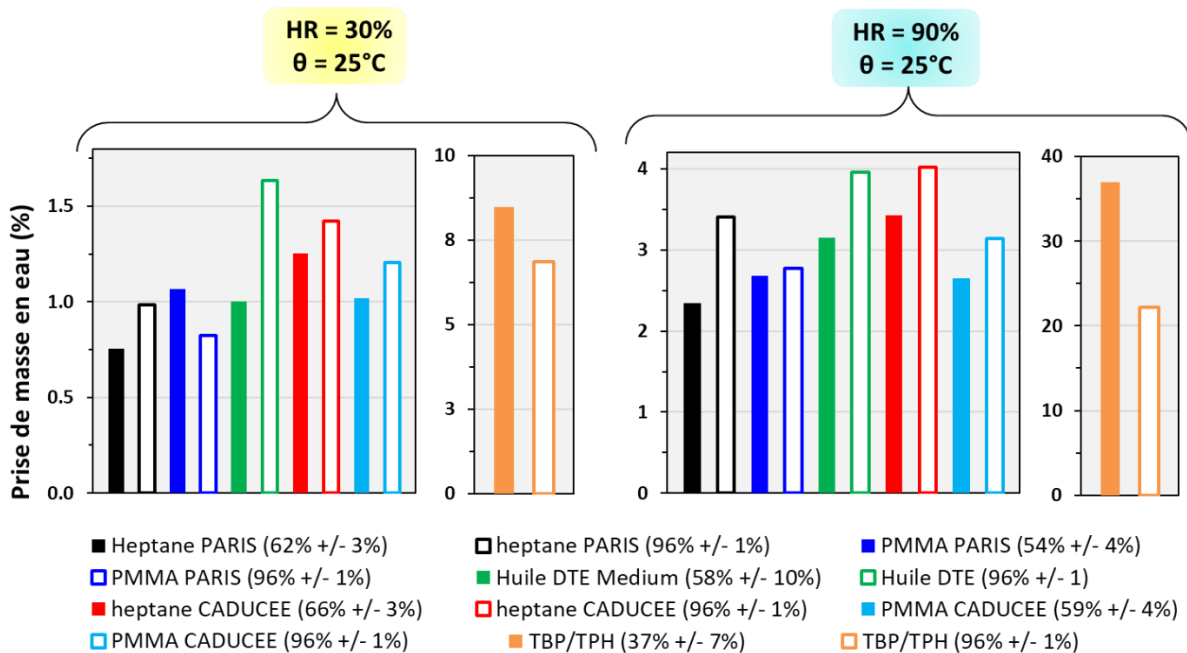 HR = 30%
θ = 25°C
HR = 90%
θ = 25°C
Prise de masse en eau (%)
1.5
1.0
0.5
0.0
10
8
5
3
0
4
3
2
1
0
40
30
20
10
0
Heptane PARIS (62% +/- 3%)
heptane PARIS (96% +/- 1%)
PMMA PARIS (54% +/- 4%)
PMMA PARIS (96% +/- 1%)
Huile DTE Medium (58% +/- 10%)
Huile DTE (96% +/- 1)
heptane CADUCEE (66% +/- 3%)
heptane CADUCEE (96% +/- 1%)
PMMA CADUCEE (59% +/- 4%)
PMMA CADUCEE (96% +/- 1%)
TBP/TPH (37% +/- 7%)
TBP/TPH (96% +/- 1%)